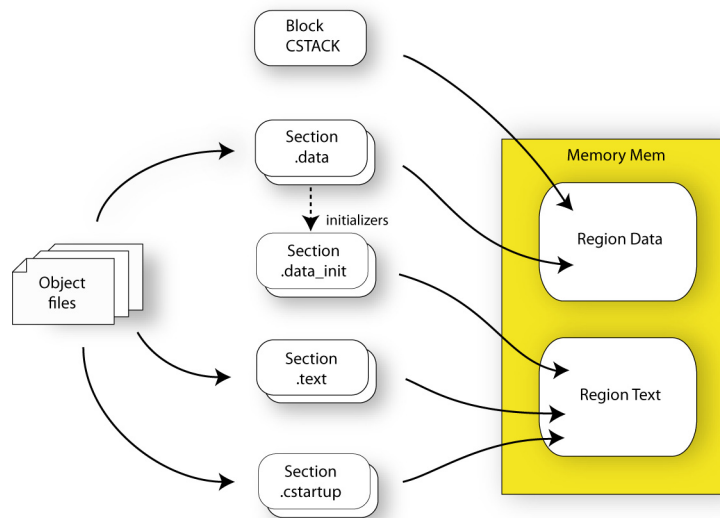 Block
CSTACK
Section
.data
Memory Mem
initializers
Region Data
Section
.data_init
Object
files
Section
.text
Region Text
Section
.cstartup